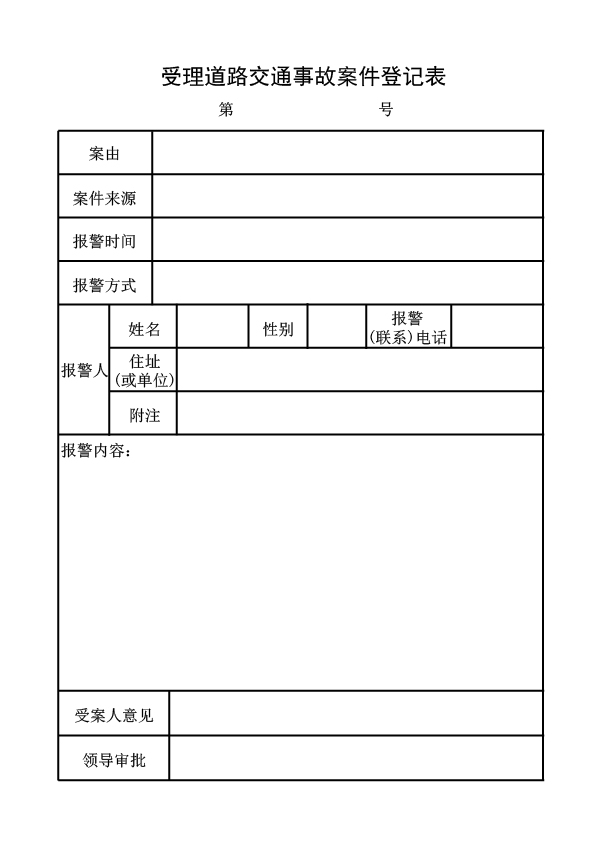 受理道路交通事故案件登记表
第 号
案由
案件来源
报警时间
报警方式
报警人
姓名
性别
报警
(联系)电话
住址
(或单位)
附注
报警内容：
受案人意见
领导审批